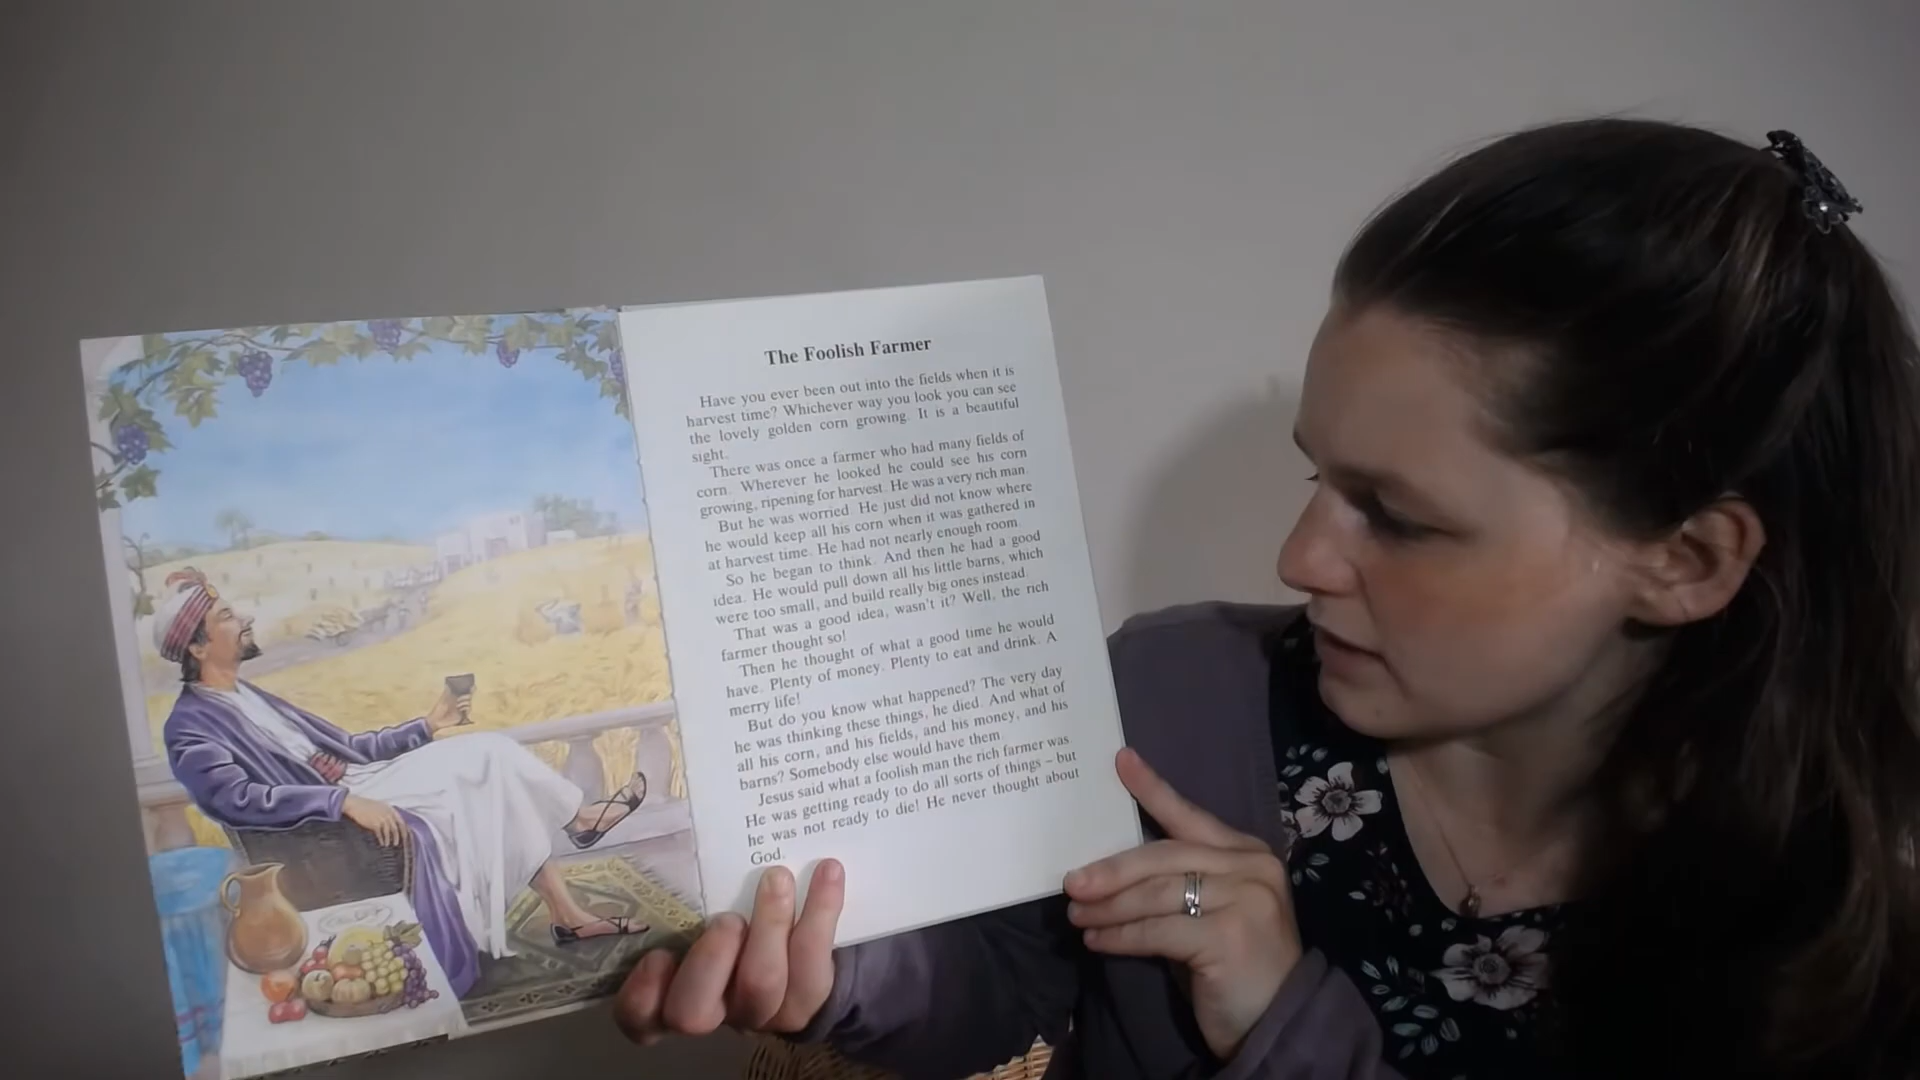 The Foolish Farmer
Have you ever been out into the fields when it is
harvest time? Whichever way you look you can see
the lovely golden corn growing. It is a beautiful
sight.
There was once a farmer who had many fields of
corn. Wherever he looked he could see his corn
growing, ripening for harvest. He was a very rich man.
But he was worried. He just did not know where
he would keep all his corn when it was gathered in
at harvest time. He had not nearly enough room.
So he began to think. And then he had a good
idea. He would pull down all his little barns, which
were too small, and build really big ones instead.
That was a good idea, wasn't it? Well, the rich
farmer thought so!
Then he thought of what a good time he would
have. Plenty of money. Plenty to eat and drink. A
merry life!
But do you know what happened? The very day
he was thinking these things, he died. And what of
all his corn, and his fields, and his money, and his
barns? Somebody else would have them.
Jesus said what a foolish man the rich farmer was.
He was getting ready to do all sorts of things – but
he was not ready to die! He never thought about
God.